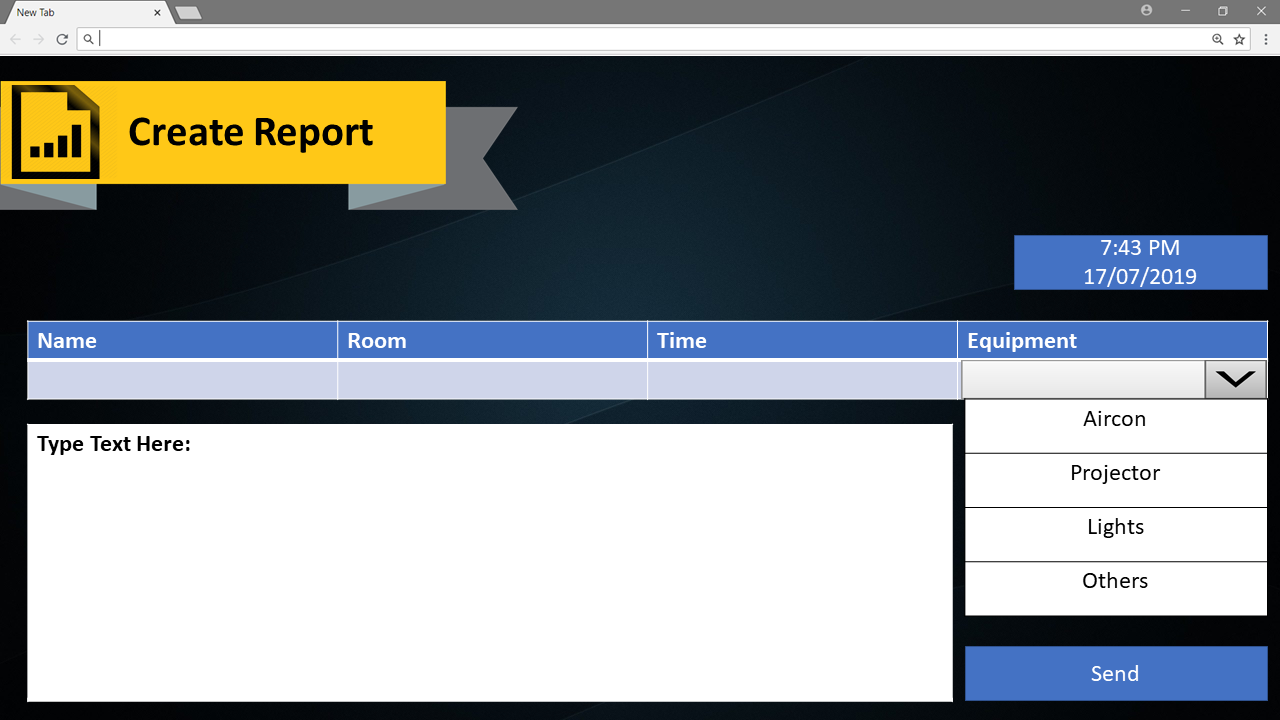 New Tab
Create Report
7:43 PM
17/07/2019
Name Room Time Equipment
Type Text Here:
Aircon
Projector
Lights
Others
Send